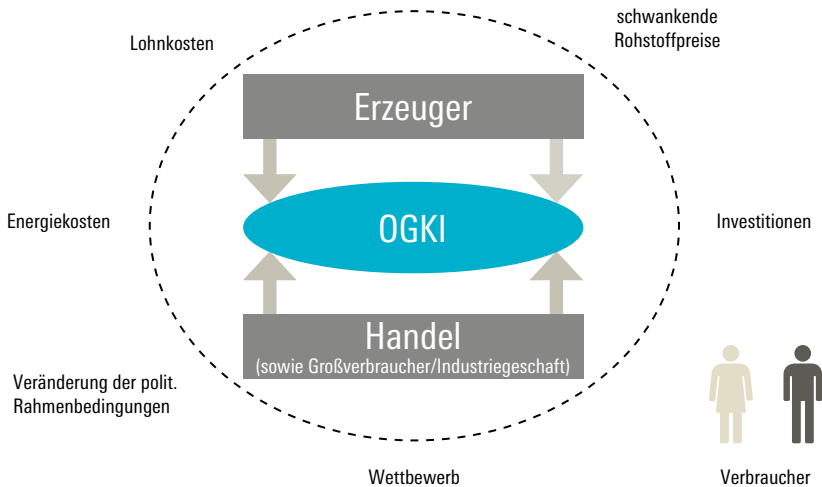 Lohnkosten
schwankende
Rohstoffpreise
Erzeuger
Energiekosten
OGKI
Investitionen
Handel
(sowie Großverbraucher/Industriegeschaft)
Veränderung der polit.
Rahmenbedingungen
Wettbewerb
Verbraucher